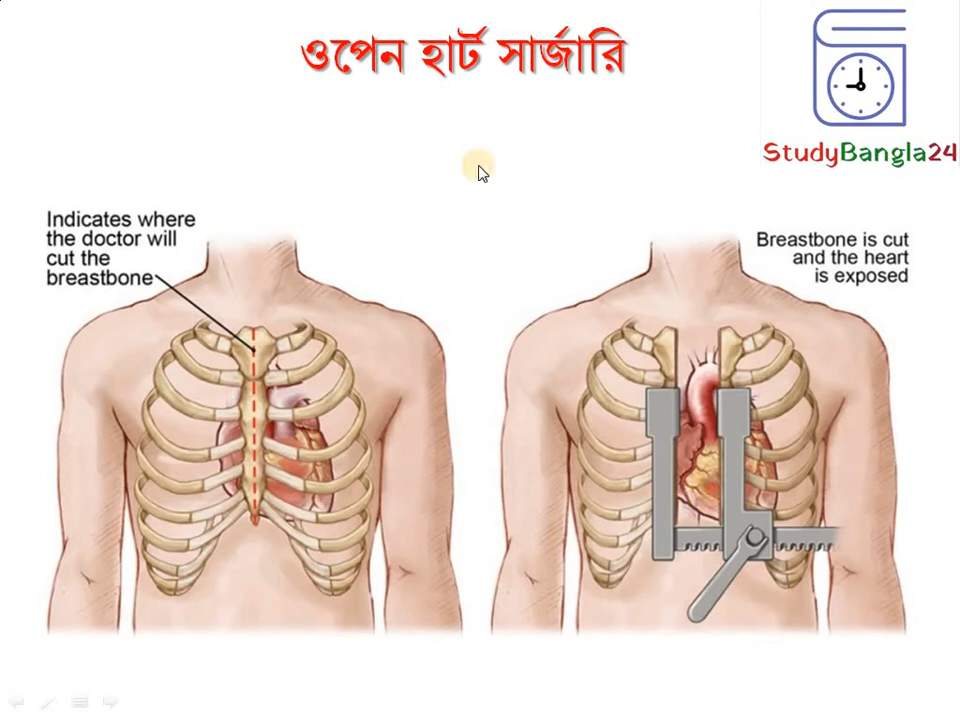 ওপেন হার্ট সার্জারি
StudyBangla24
Indicates where
the doctor will
cut the
breastbone
Breastbone is cut
and the heart
is exposed